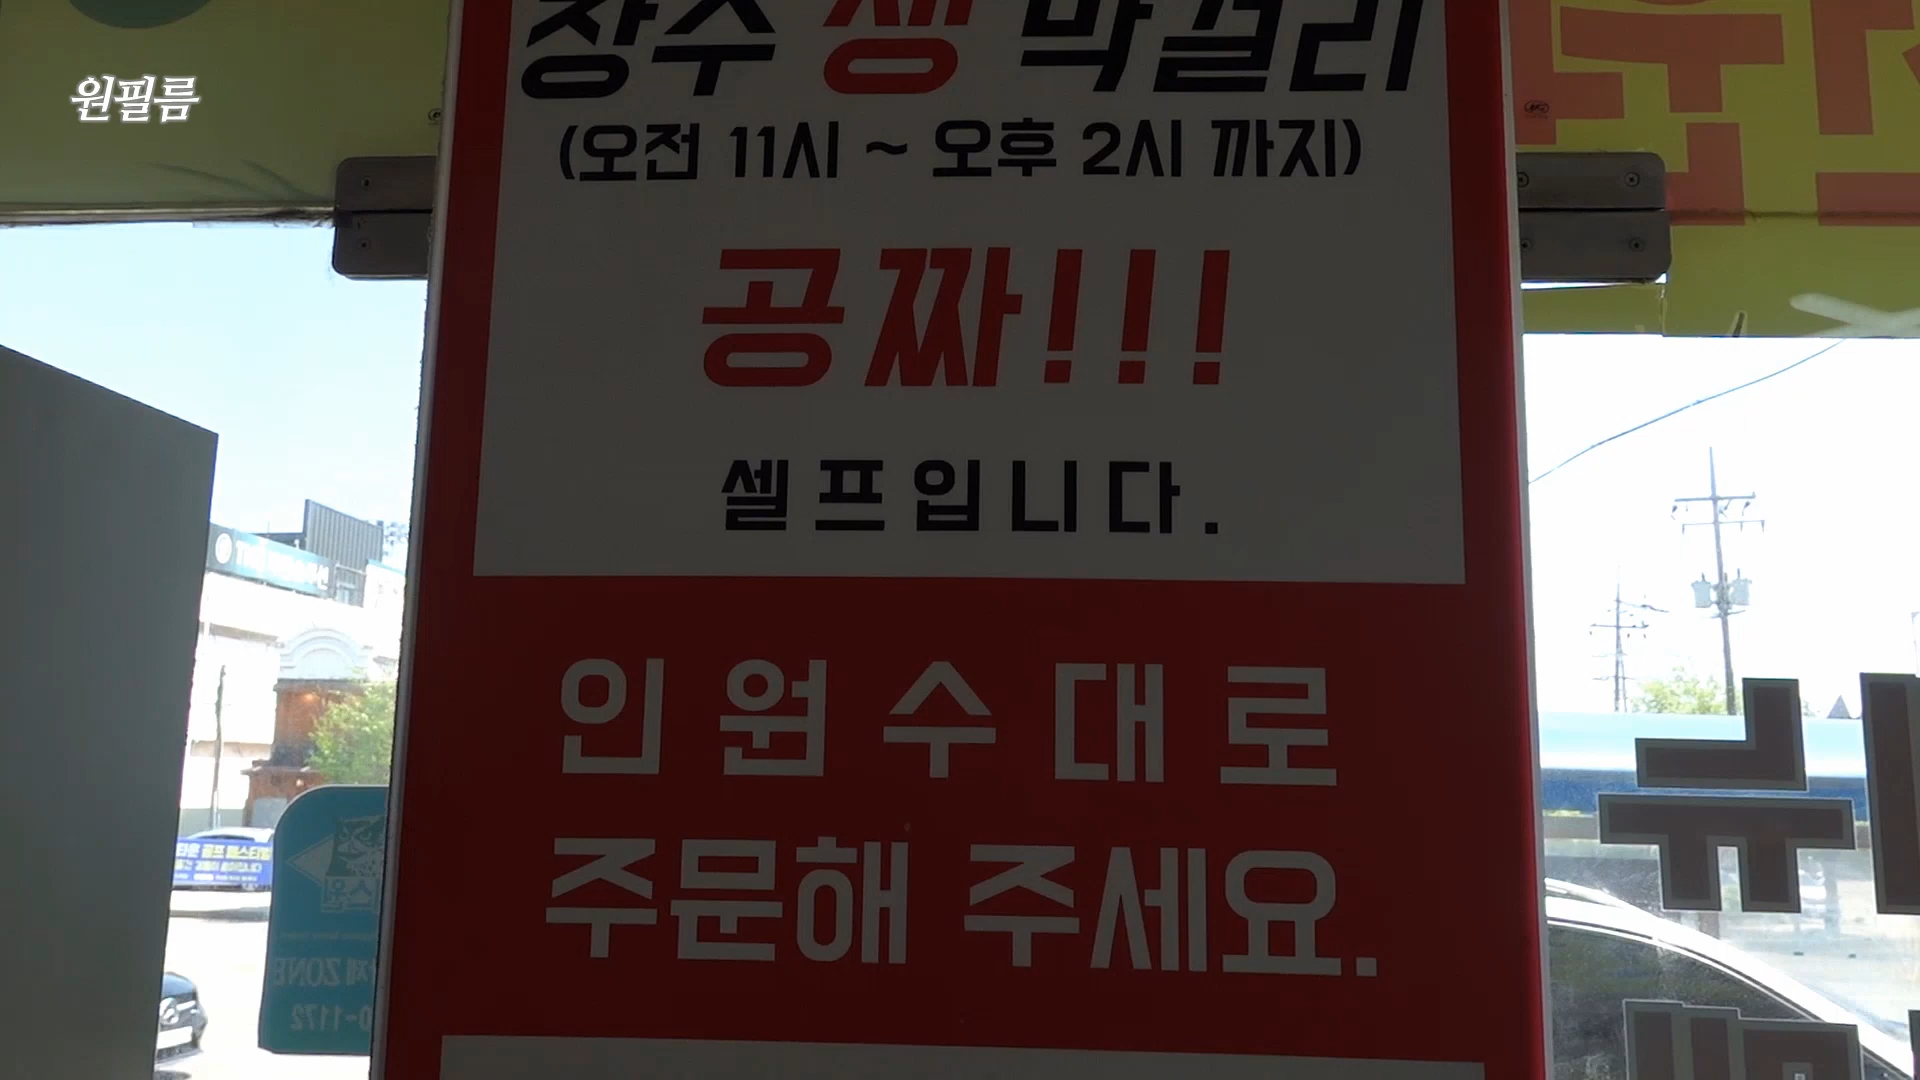 원필름
장수 생 막걸리
(오전 11시 ~ 오후 2시 까지)
공짜!!!
셀프입니다.
인원수대로
주문해 주세요.